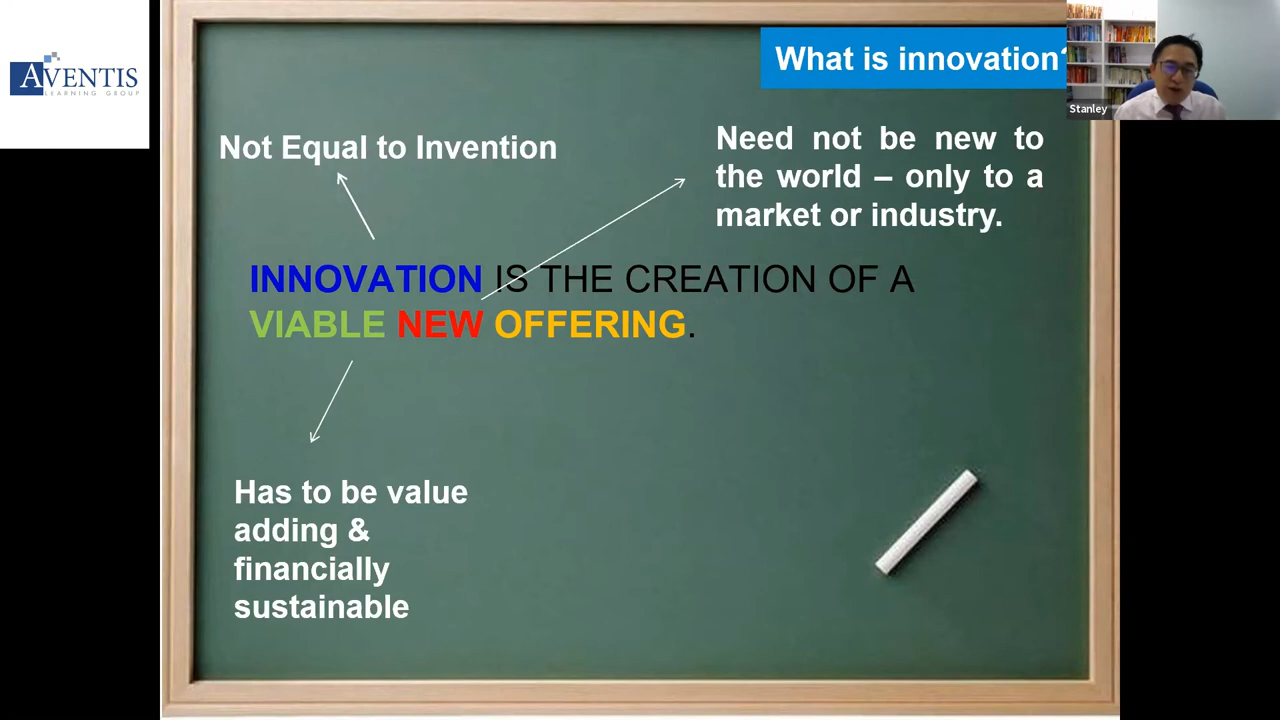 AVENTIS
LEARNING GROUP
What is innovation?
Stanley
Not Equal to Invention
Need not be new to
the world – only to a
market or industry.
INNOVATION IS THE CREATION OF A
VIABLE NEW OFFERING.
Has to be value
adding &
financially
sustainable